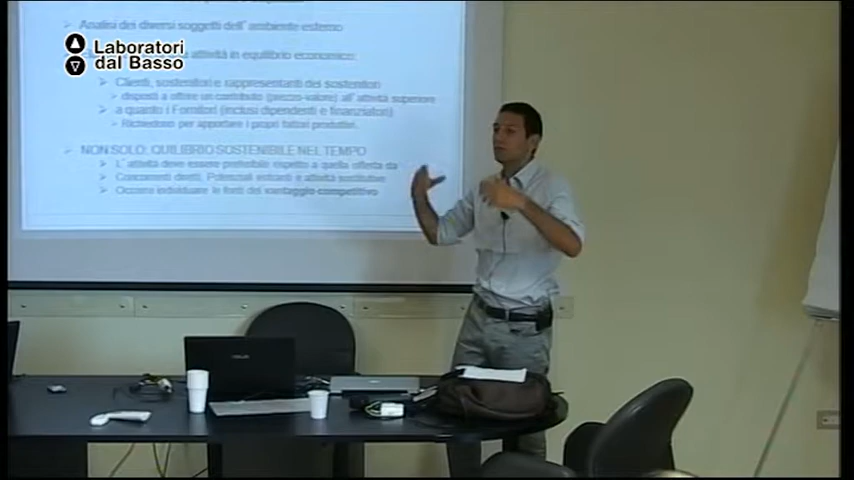 Analisi dei diversi soggetti dell'ambiente esterno
Laboratori
dal Basso
attività in equilibrio economico
Clienti, sostenitori e rappresentanti dei sostenitori
disposti a offrire un contributo (prezzo-valore) all'attività superiore
a quanto i Fornitori (inclusi dipendenti e finanziatori)
Richiedono per apportare i propri fattori produttivi.
NON SOLO: EQUILIBRIO SOSTENIBILE NEL TEMPO
L'attività deve essere preferibile rispetto a quella offerta da
Concorrenti diretti, Potenziali entranti e attività sostitutive
Occorre individuare le fonti del vantaggio competitivo